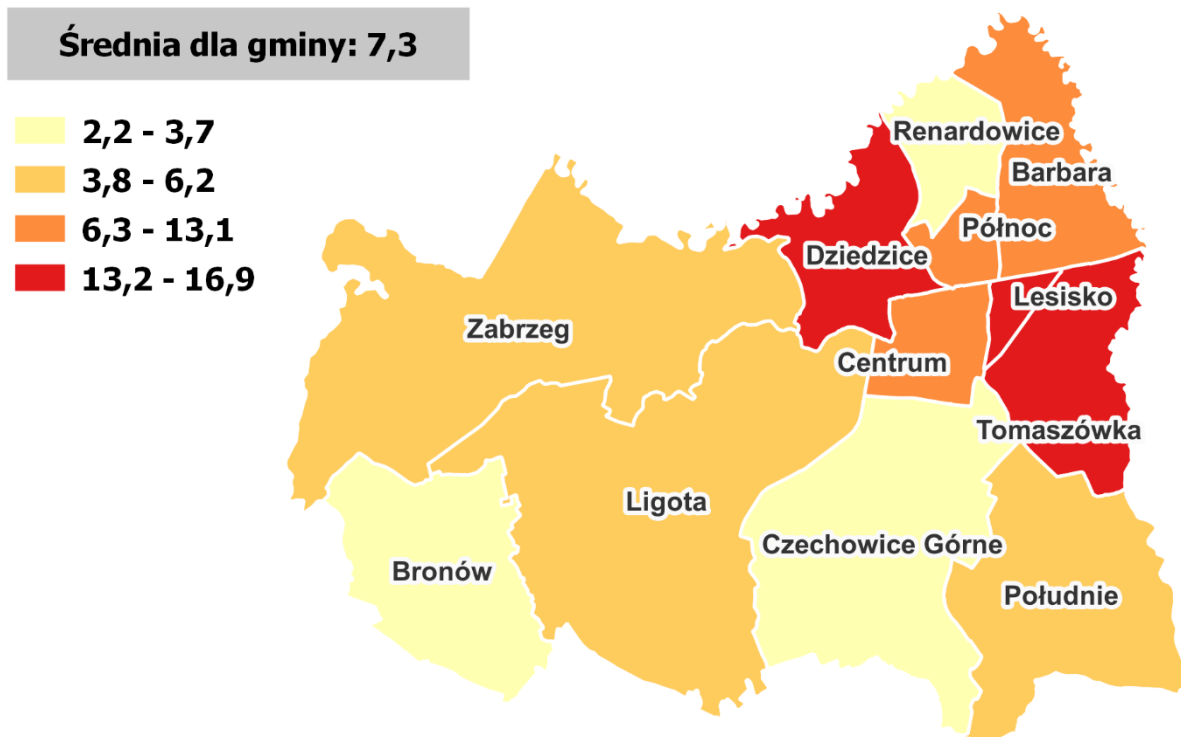 Średnia dla gminy: 7,3
2,2 - 3,7
3,8 - 6,2
6,3 - 13,1
13,2 - 16,9
Renardowice
Barbara
Północ
Dziedzice
Lesisko
Zabrzeg
Centrum
Tomaszówka
Ligota
Czechowice Górne
Bronów
Południe